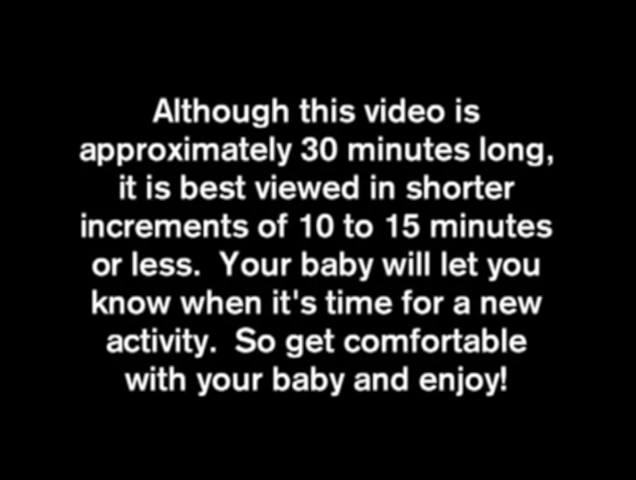 Although this video is
approximately 30 minutes long,
it is best viewed in shorter
increments of 10 to 15 minutes
or less.  Your baby will let you
know when it's time for a new
activity.  So get comfortable
with your baby and enjoy!